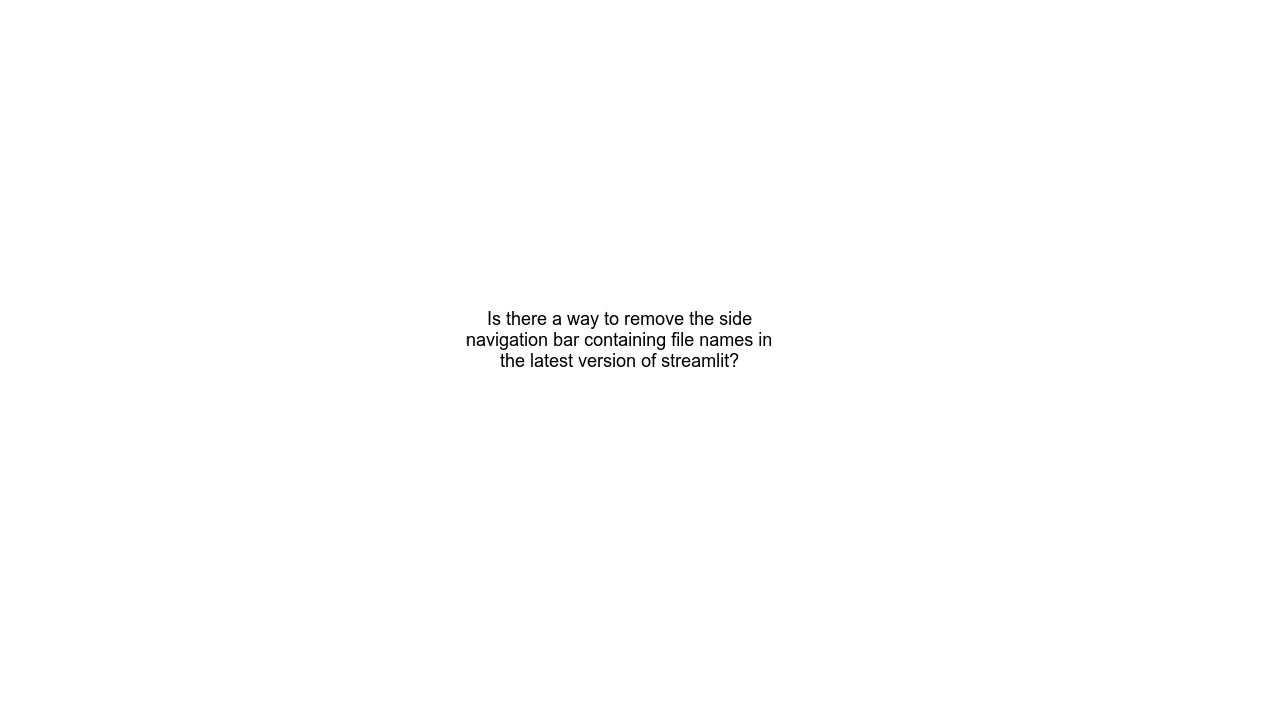 Is there a way to remove the side
navigation bar containing file names in
the latest version of streamlit?